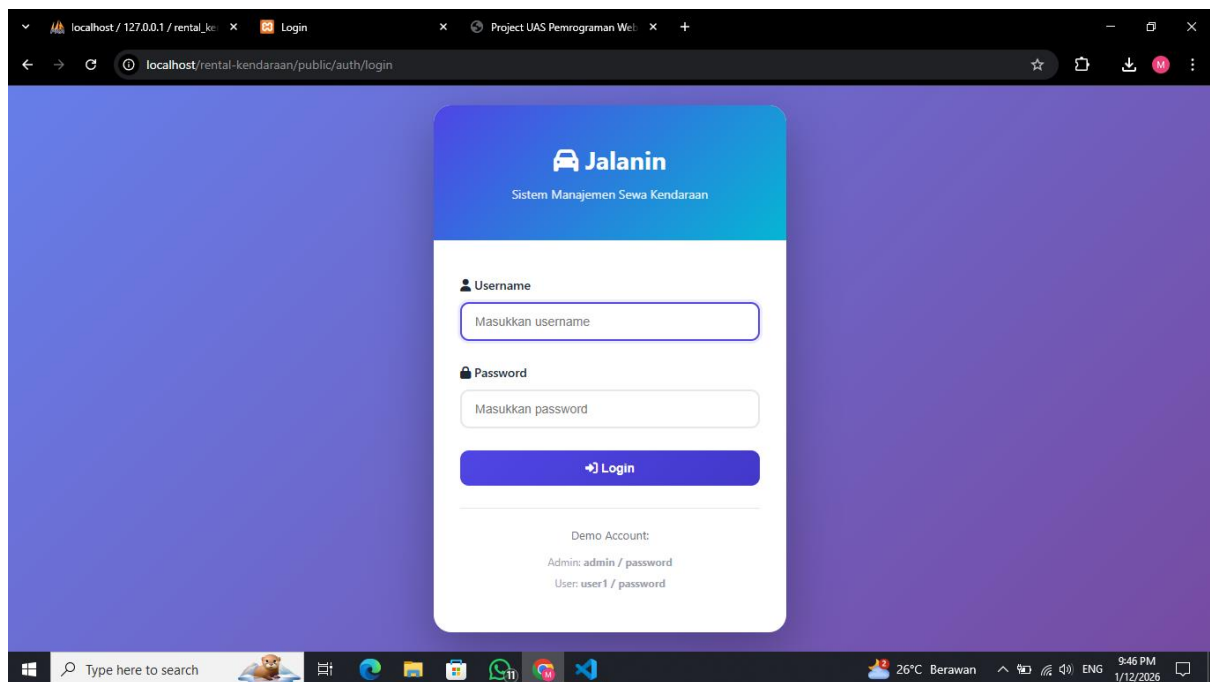 localhost / 127.0.0.1 / rental_ke
Login
Project UAS Pemrograman Web
localhost/rental-kendaraan/public/auth/login
M
Jalanin
Sistem Manajemen Sewa Kendaraan
Username
Masukkan username
Password
Masukkan password
Login
Demo Account:
Admin: admin / password
User: user1 / password
Type here to search
11
M
2
26°C Berawan
ENG
9:46 PM
1/12/2026